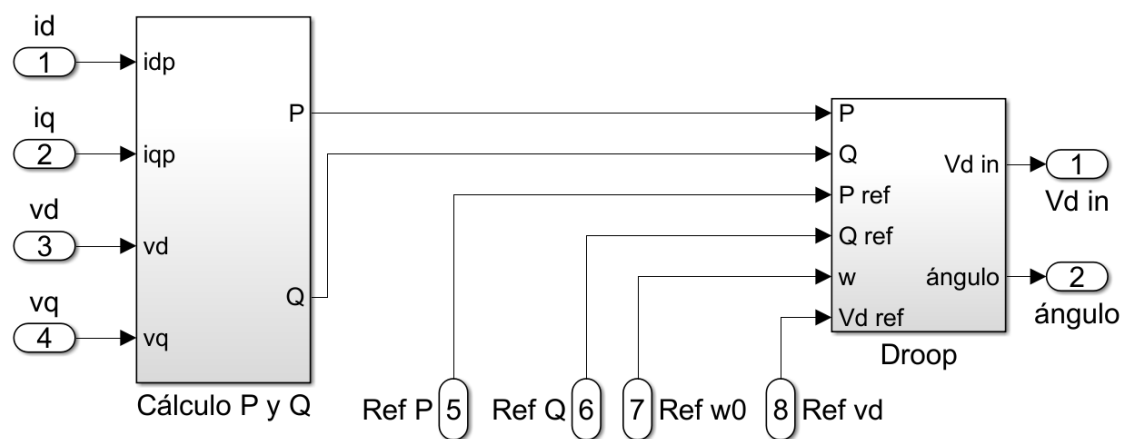 id
1
idp
iq
2
iqp
vd
3
vd
vq
4
vq
P
Q
Cálculo P y Q
P
Q
P ref
Q ref
w
Vd ref
Vd in
ángulo
Droop
1
Vd in
2
ángulo
Ref P 5
Ref Q 6
7 Ref w0
8 Ref vd